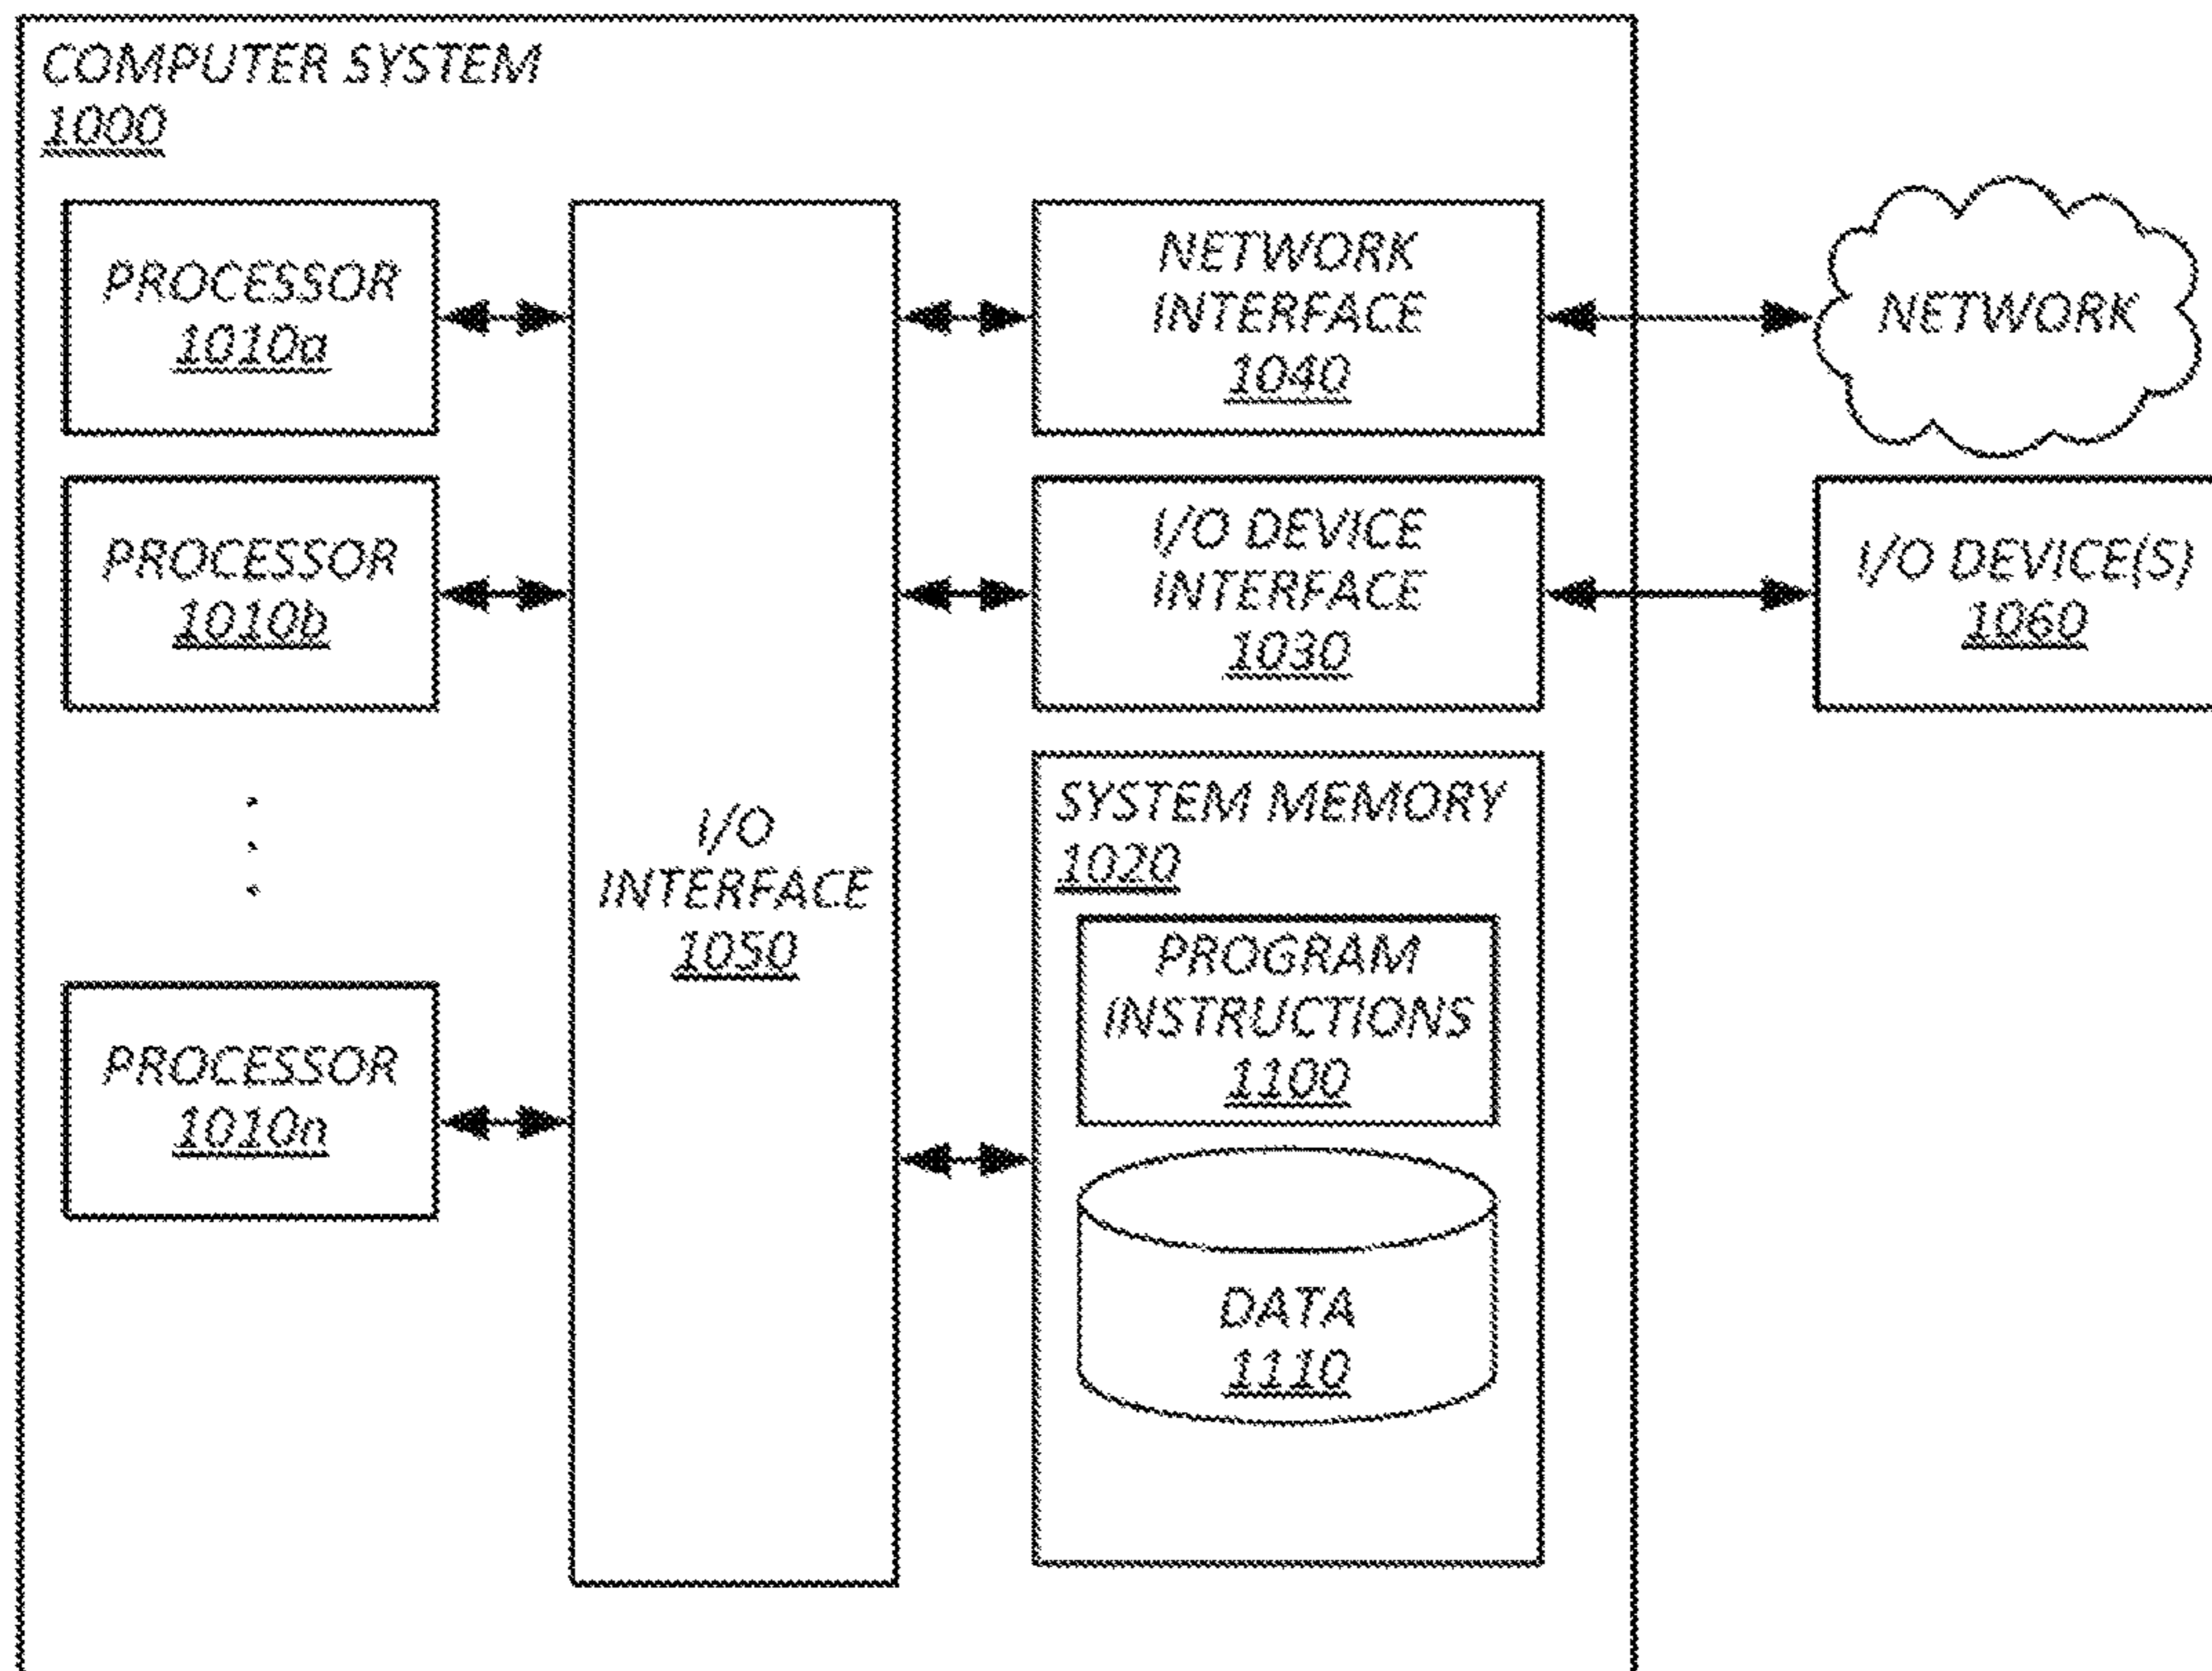 COMPUTER SYSTEM
1000
PROCESSOR
1010a
PROCESSOR
1010b
PROCESSOR
1010n
I/O
INTERFACE
1050
NETWORK
INTERFACE
1040
I/O DEVICE
INTERFACE
1030
SYSTEM MEMORY
1020
PROGRAM
INSTRUCTIONS
1100
DATA
1110
NETWORK
I/O DEVICE(S)
1060